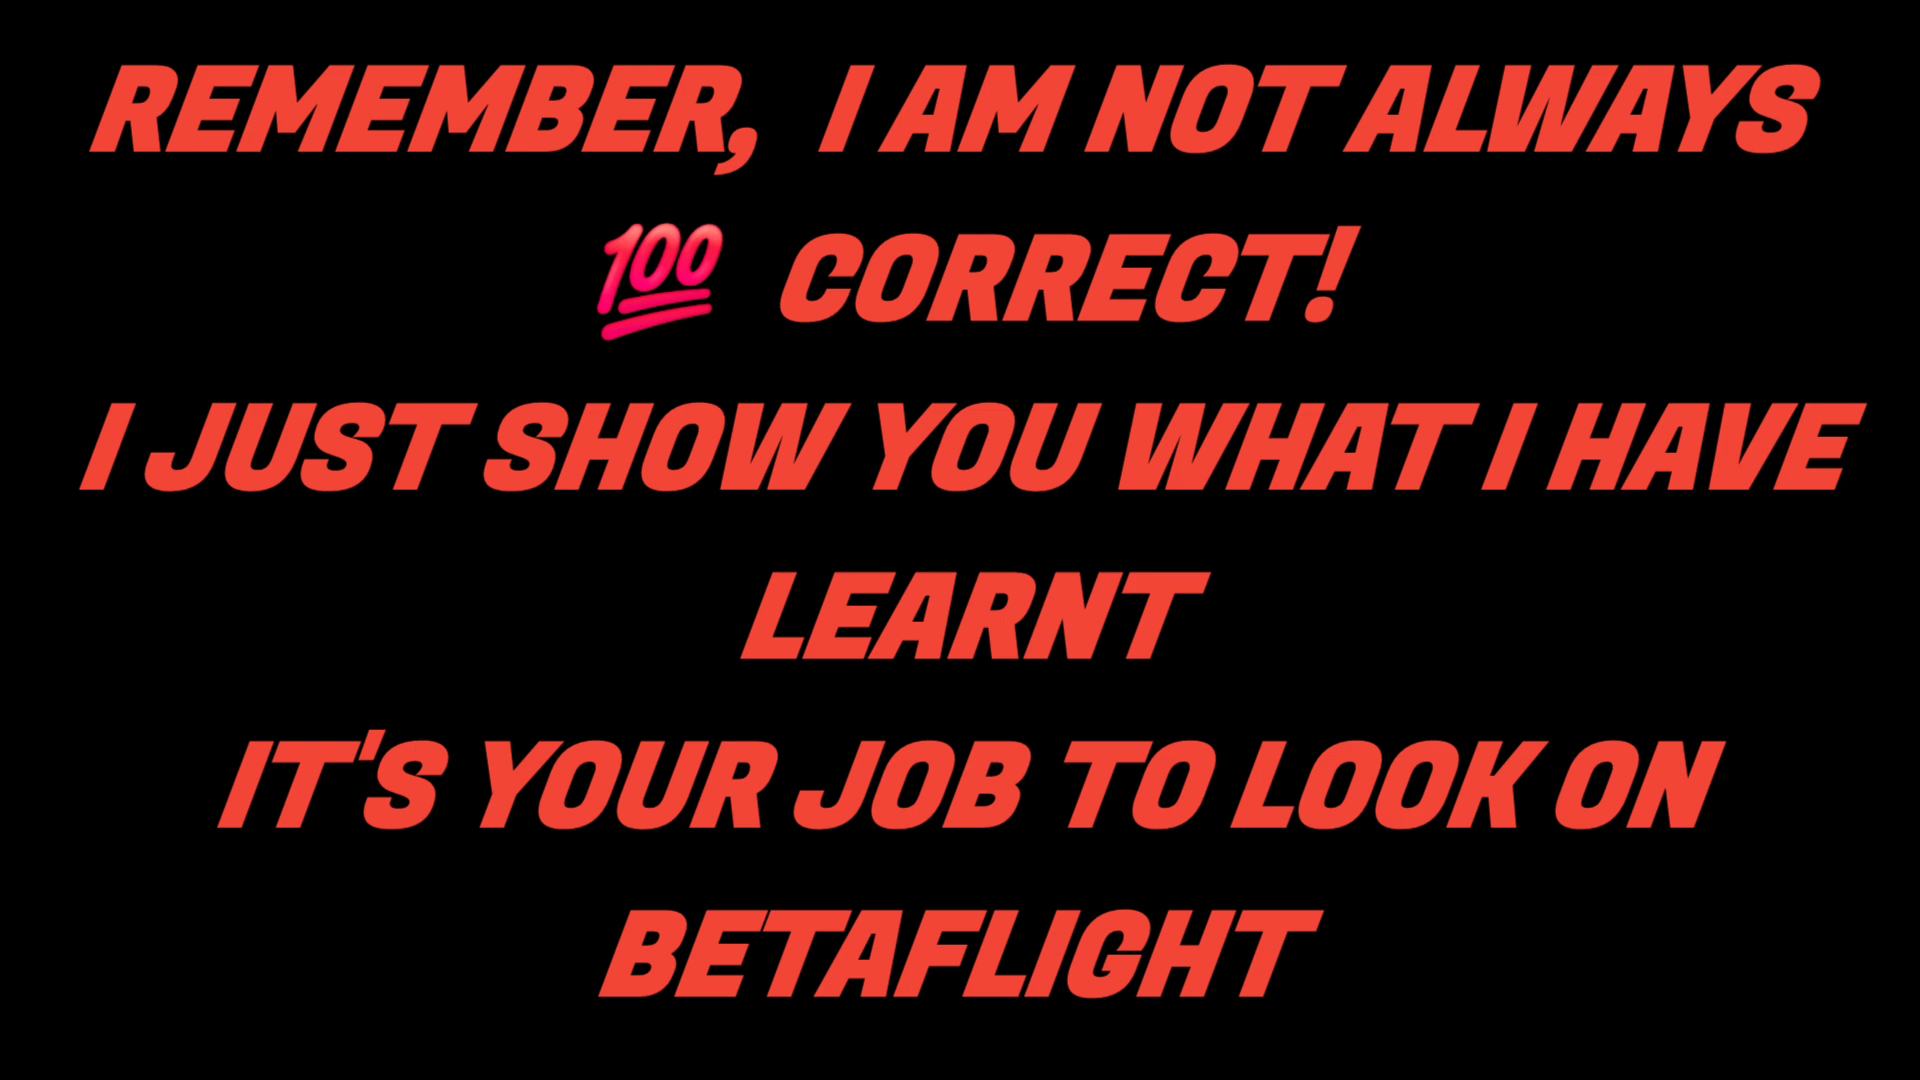 REMEMBER, I AM NOT ALWAYS
💯 CORRECT!
I JUST SHOW YOU WHAT I HAVE
LEARNT
IT'S YOUR JOB TO LOOK ON
BETAFLIGHT